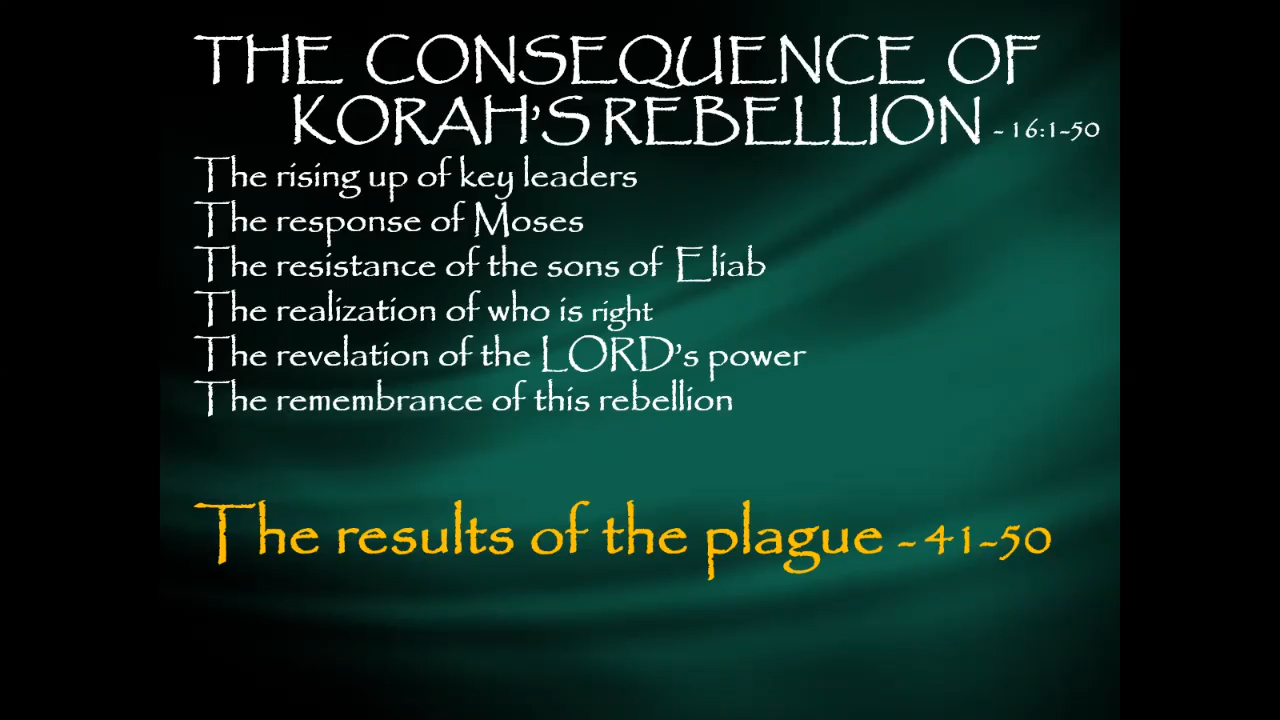 THE CONSEQUENCE OF
KORAH'S REBELLION - 16:1-50
The rising up of key leaders
The response of Moses
The resistance of the sons of Eliab
The realization of who is right
The revelation of the LORD's power
The remembrance of this rebellion
The results of the plague - 41-50